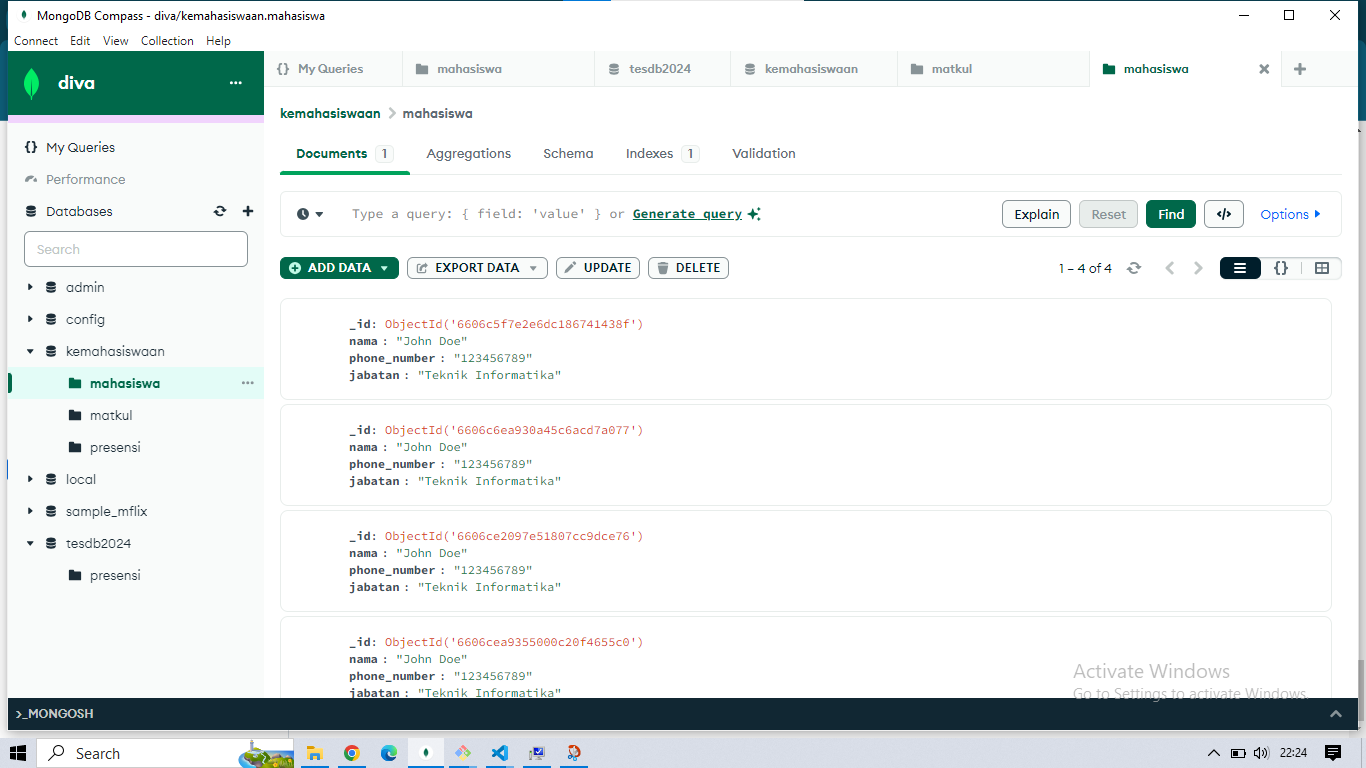 MongoDB Compass - diva/kemahasiswaan.mahasiswa
Connect Edit View Collection Help
diva
My Queries
Performance
Databases
Search
admin
config
kemahasiswaan
mahasiswa
matkul
presensi
local
sample_mflix
tesdb2024
presensi
{} My Queries mahasiswa tesdb2024 kemahasiswaan matkul mahasiswa
kemahasiswaan > mahasiswa
Documents 1 Aggregations Schema Indexes 1 Validation
Type a query: { field: 'value' } or Generate query Explain Reset Find </> Options
ADD DATA EXPORT DATA UPDATE DELETE 1 – 4 of 4 {}
_id: ObjectId('6606c5f7e2e6dc186741438f')
nama : "John Doe"
phone_number : "123456789"
jabatan : "Teknik Informatika"
_id: ObjectId('6606c6ea930a45c6acd7a077')
nama : "John Doe"
phone_number : "123456789"
jabatan : "Teknik Informatika"
_id: ObjectId('6606ce2097e51807cc9dce76')
nama : "John Doe"
phone_number : "123456789"
jabatan : "Teknik Informatika"
_id: ObjectId('6606cea9355000c20f4655c0')
nama : "John Doe"
phone_number : "123456789"
jabatan : "Teknik Informatika"
Activate Windows
Go to Settings to activate Windows.
>_MONGOSH
Search
22:24